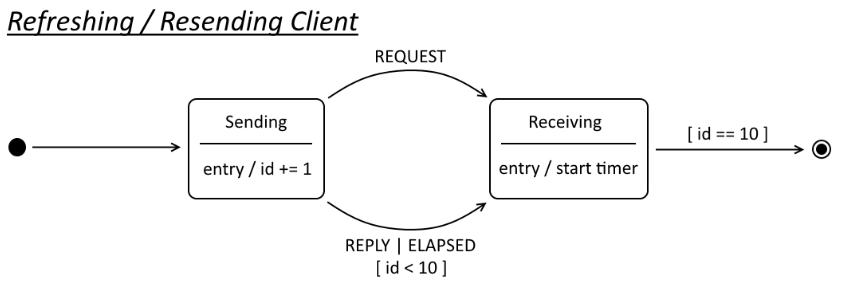 Refreshing / Resending Client
REQUEST
Sending
entry / id += 1
Receiving
entry / start timer
[ id == 10 ]
REPLY | ELAPSED
[ id < 10 ]